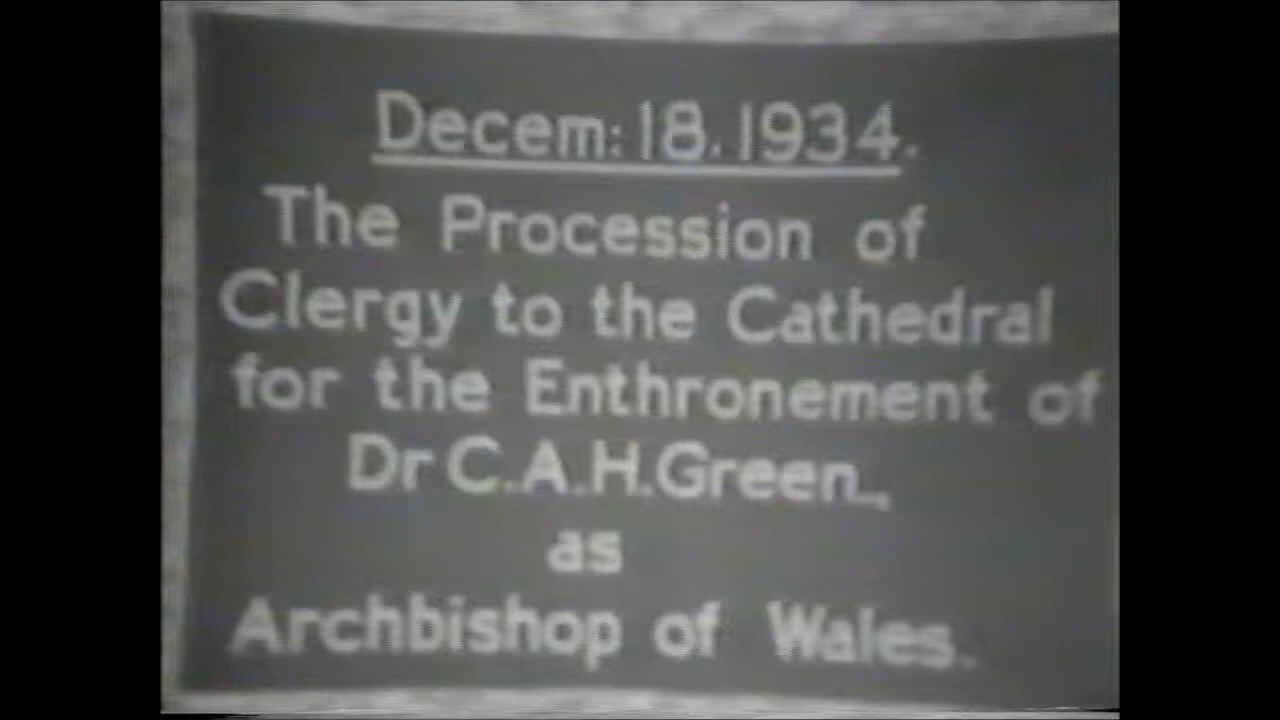 Decem: 18. 1934.
The Procession of
Clergy to the Cathedral
for the Enthronement of
Dr C.A.H.Green.,
as
Archbishop of Wales.